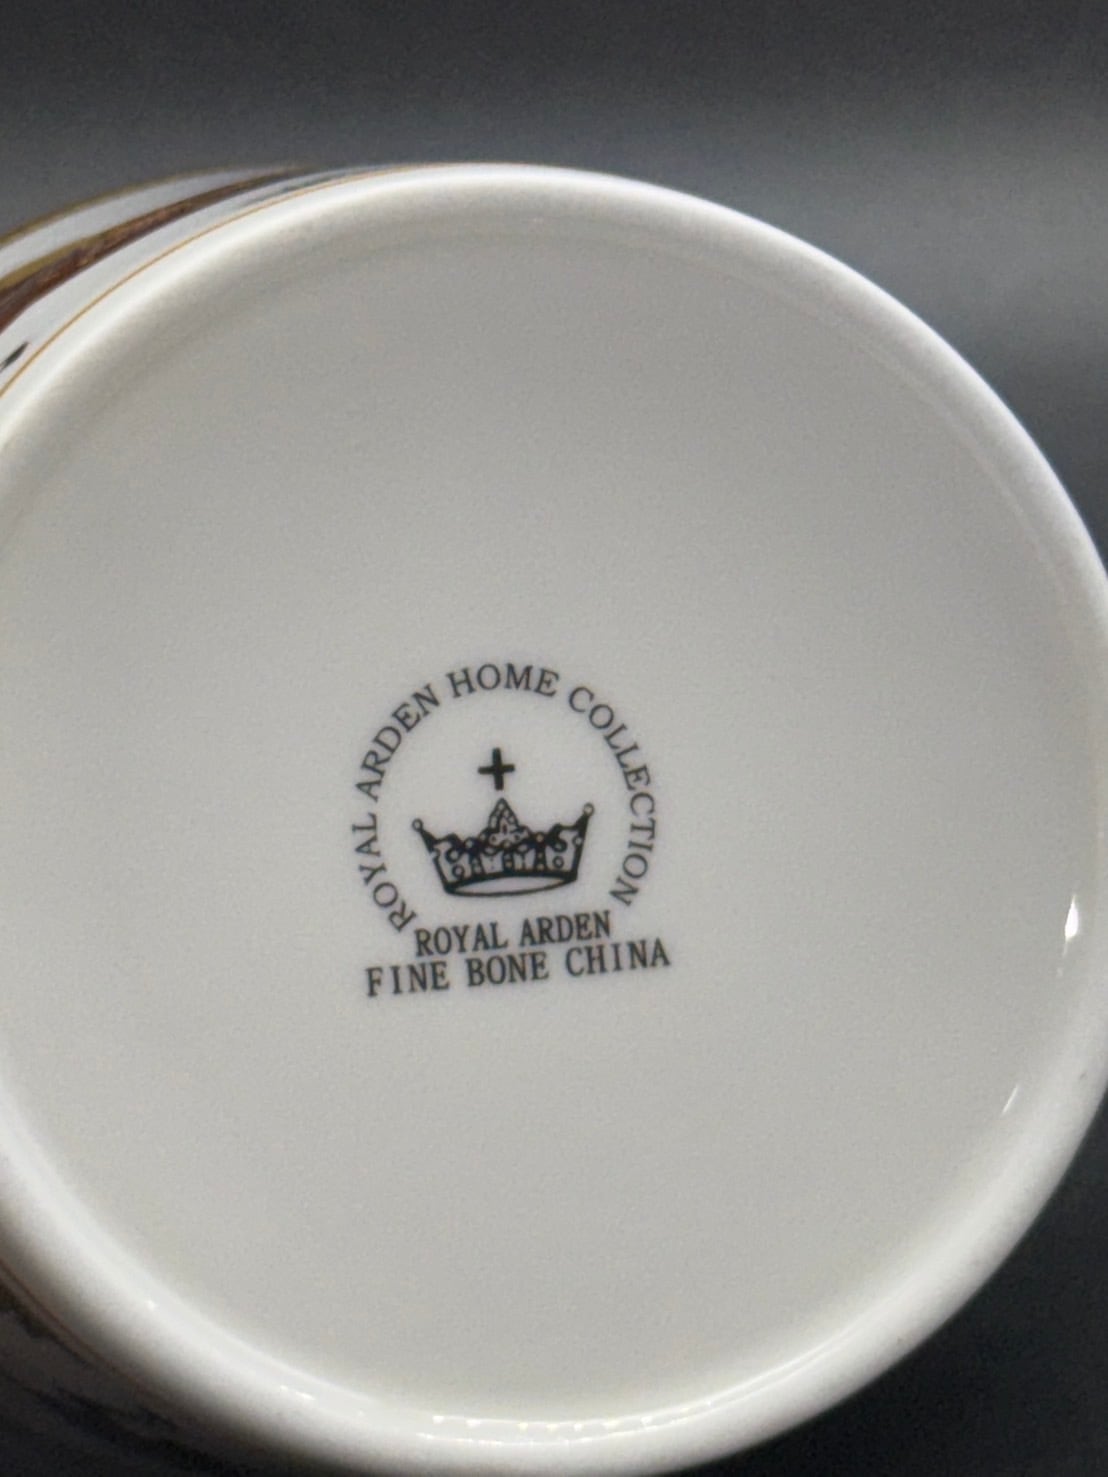 ROYAL ARDEN HOME COLLECTION
ROYAL ARDEN
FINE BONE CHINA